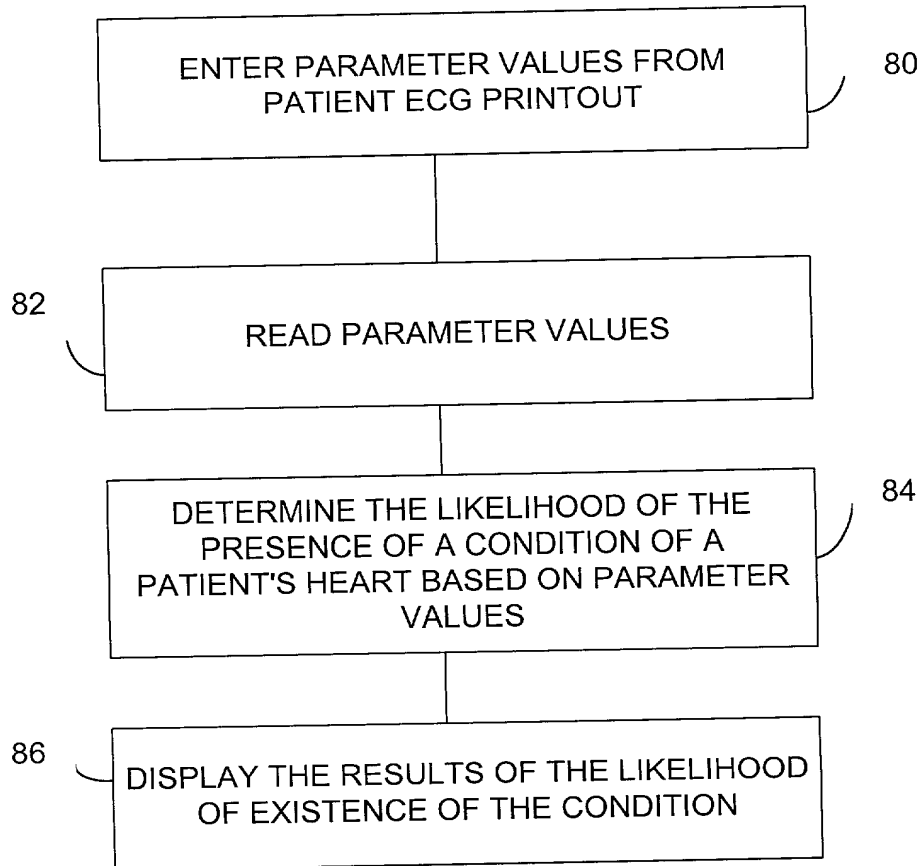 ENTER PARAMETER VALUES FROM
PATIENT ECG PRINTOUT
80
82
READ PARAMETER VALUES
DETERMINE THE LIKELIHOOD OF THE
PRESENCE OF A CONDITION OF A
PATIENT'S HEART BASED ON PARAMETER
VALUES
84
86
DISPLAY THE RESULTS OF THE LIKELIHOOD
OF EXISTENCE OF THE CONDITION